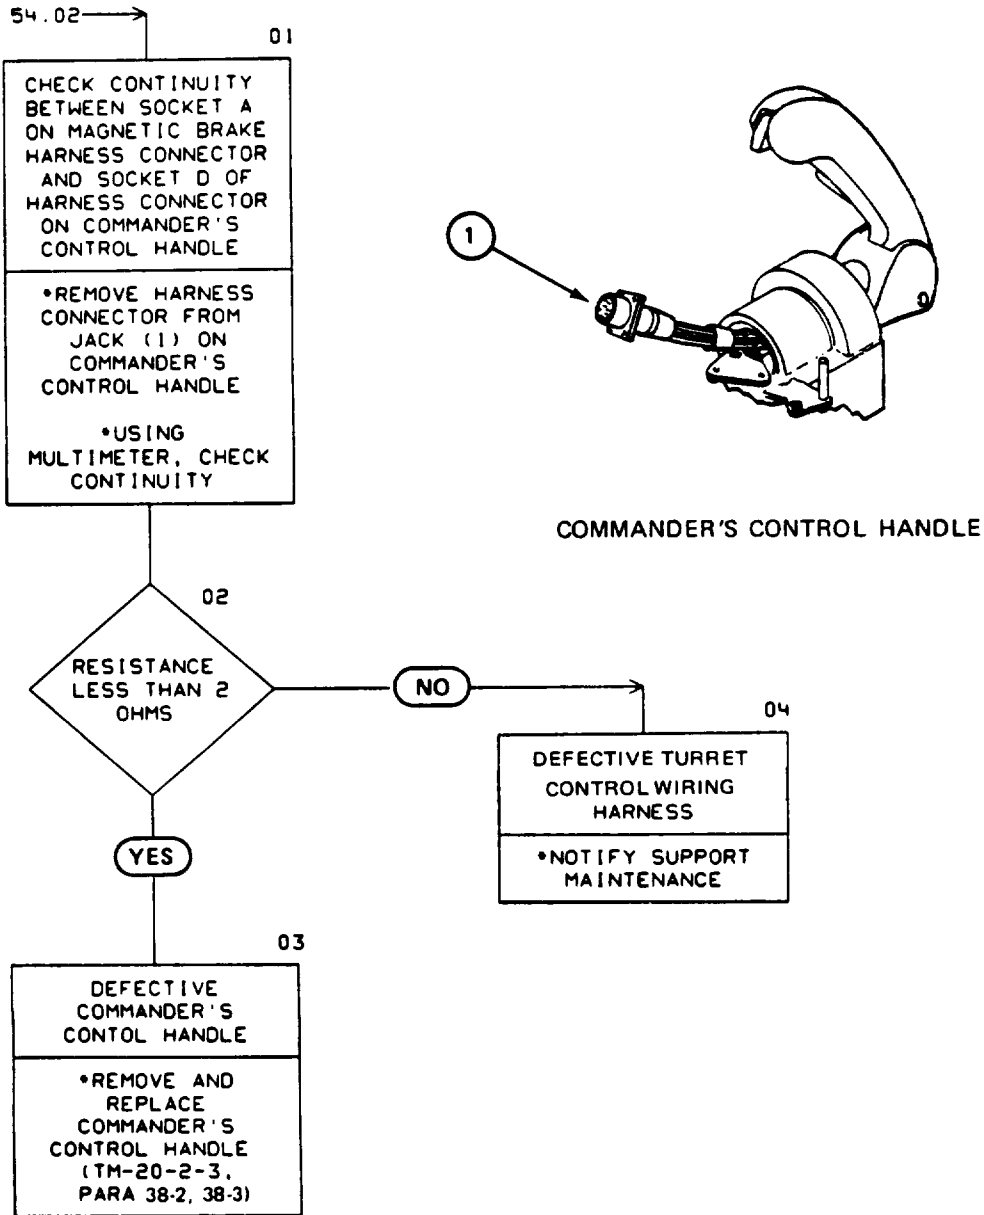 54.02
01
CHECK CONTINUITY
BETWEEN SOCKET A
ON MAGNETIC BRAKE
HARNESS CONNECTOR
AND SOCKET D OF
HARNESS CONNECTOR
ON COMMANDER'S
CONTROL HANDLE
•REMOVE HARNESS
CONNECTOR FROM
JACK (1) ON
COMMANDER'S
CONTROL HANDLE
•USING
MULTIMETER, CHECK
CONTINUITY
1
COMMANDER'S CONTROL HANDLE
02
RESISTANCE
LESS THAN 2
OHMS
NO
04
DEFECTIVE TURRET
CONTROL WIRING
HARNESS
•NOTIFY SUPPORT
MAINTENANCE
YES
03
DEFECTIVE
COMMANDER'S
CONTOL HANDLE
•REMOVE AND
REPLACE
COMMANDER'S
CONTROL HANDLE
(TM-20-2-3,
PARA 38-2, 38-3)